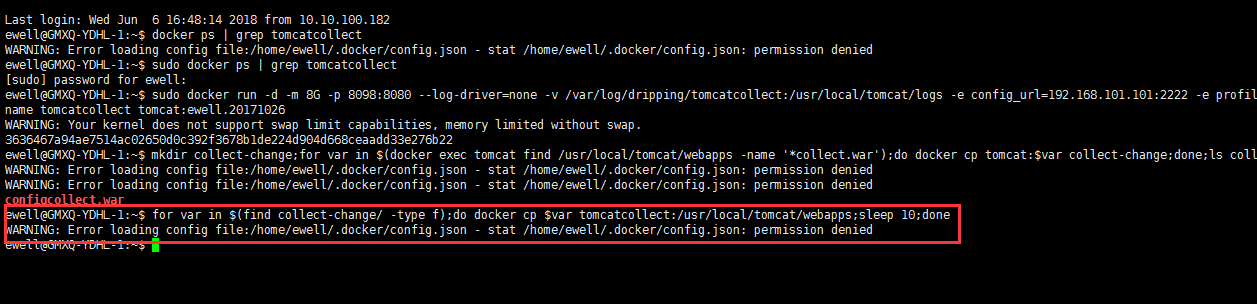 Last login: Wed Jun  6 16:48:14 2018 from 10.10.100.182
ewell@GMXQ-YDHL-1:~$ docker ps | grep tomcatcollect
WARNING: Error loading config file:/home/ewell/.docker/config.json - stat /home/ewell/.docker/config.json: permission denied
ewell@GMXQ-YDHL-1:~$ sudo docker ps | grep tomcatcollect
[sudo] password for ewell:
ewell@GMXQ-YDHL-1:~$ sudo docker run -d -m 8G -p 8098:8080 --log-driver=none -v /var/log/dripping/tomcatcollect:/usr/local/tomcat/logs -e config_url=192.168.101.101:2222 -e profil
name tomcatcollect tomcat:ewell.20171026
WARNING: Your kernel does not support swap limit capabilities, memory limited without swap.
3636467a94ae7514ac02650d0c392f3678b1de224d904d668ceaadd33e276b22
ewell@GMXQ-YDHL-1:~$ mkdir collect-change;for var in $(docker exec tomcat find /usr/local/tomcat/webapps -name '*collect.war');do docker cp tomcat:$var collect-change;done;ls coll
WARNING: Error loading config file:/home/ewell/.docker/config.json - stat /home/ewell/.docker/config.json: permission denied
WARNING: Error loading config file:/home/ewell/.docker/config.json - stat /home/ewell/.docker/config.json: permission denied
configcollect.war
ewell@GMXQ-YDHL-1:~$ for var in $(find collect-change/ -type f);do docker cp $var tomcatcollect:/usr/local/tomcat/webapps;sleep 10;done
WARNING: Error loading config file:/home/ewell/.docker/config.json - stat /home/ewell/.docker/config.json: permission denied
ewell@GMXQ-YDHL-1:~$